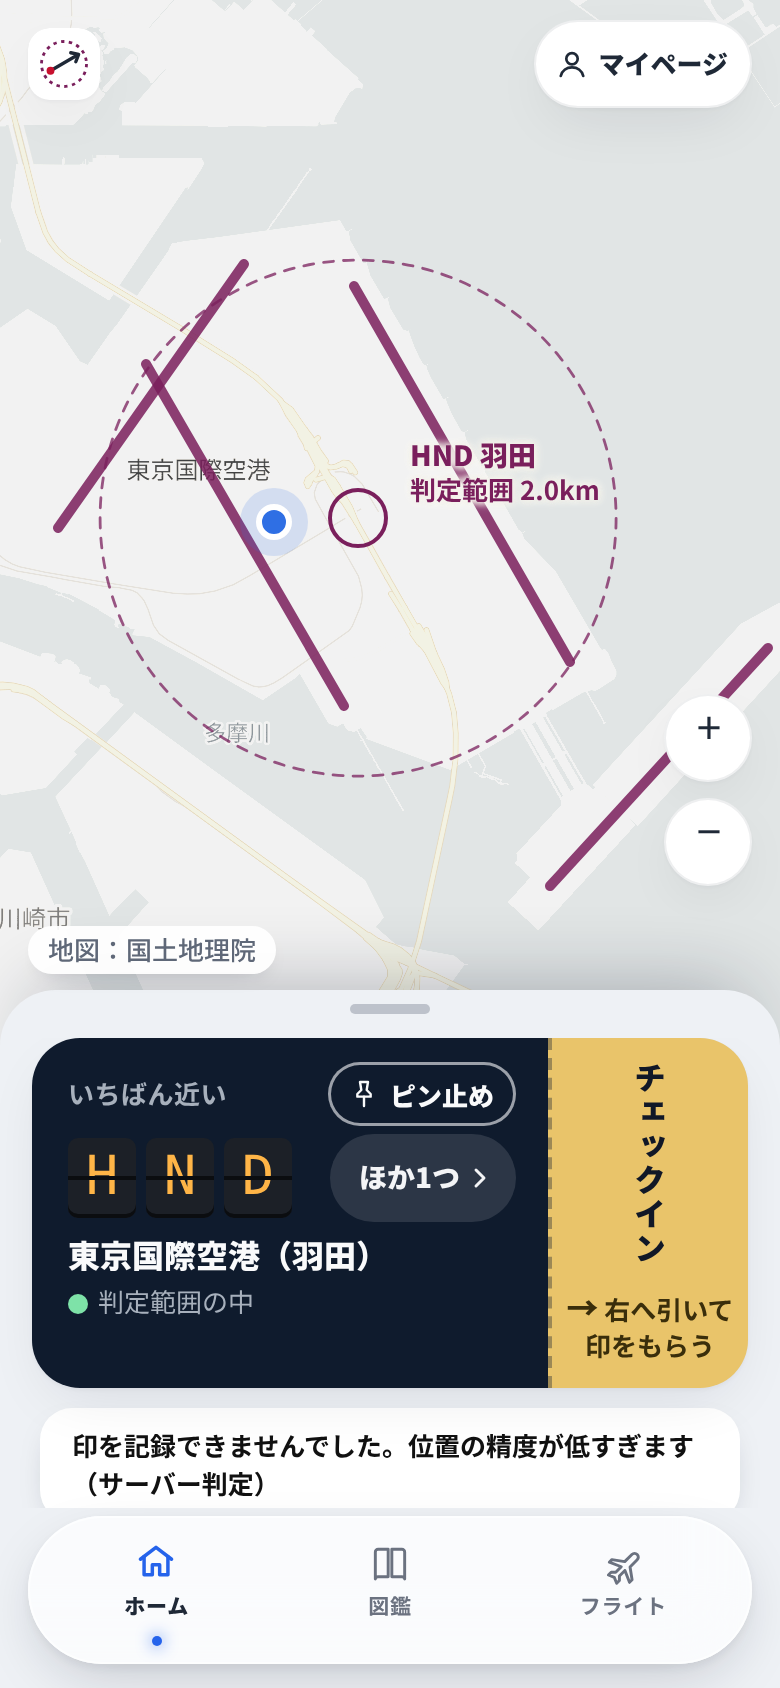 マイページ
東京国際空港
HND 羽田
判定範囲 2.0km
多摩川
川崎市
地図：国土地理院
いちばん近い
ピン止め
HND
ほか1つ
東京国際空港（羽田）
判定範囲の中
チェックイン
→ 右へ引いて
印をもらう
印を記録できませんでした。位置の精度が低すぎます
（サーバー判定）
ホーム
図鑑
フライト